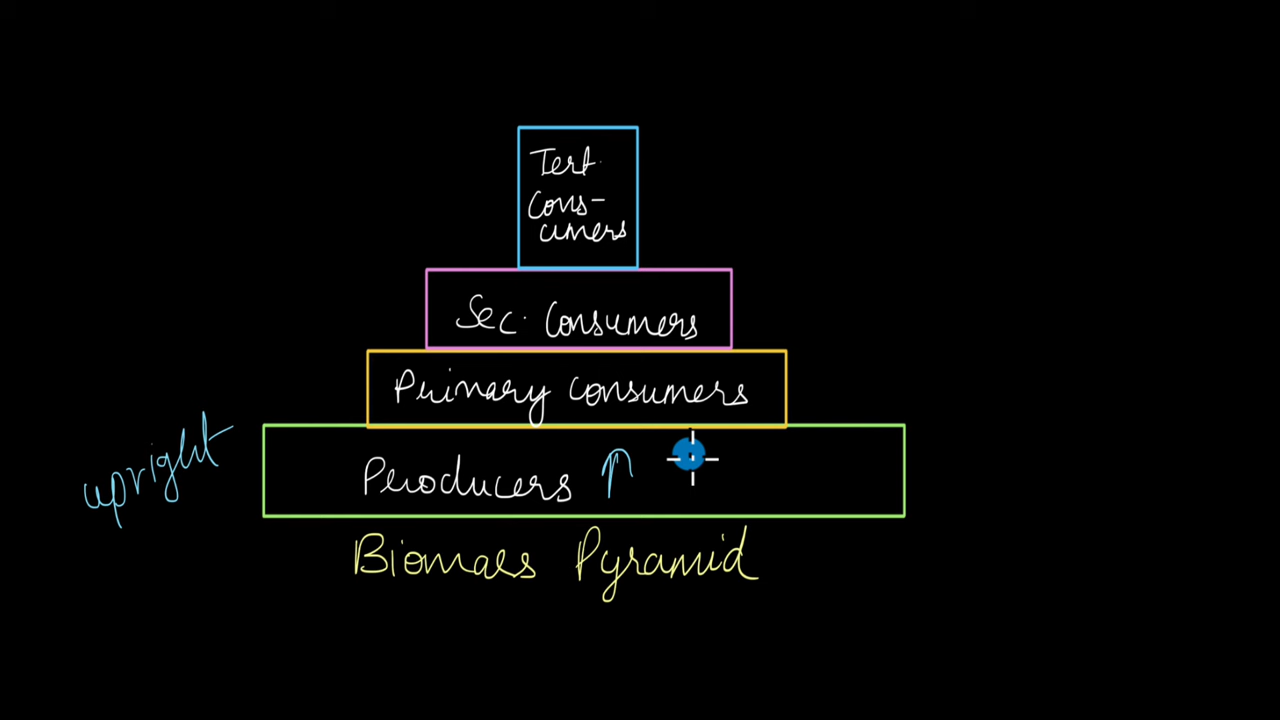 Tert.
Cons-
umers
Sec. Consumers
Primary consumers
upright
Producers ↑
Biomass Pyramid